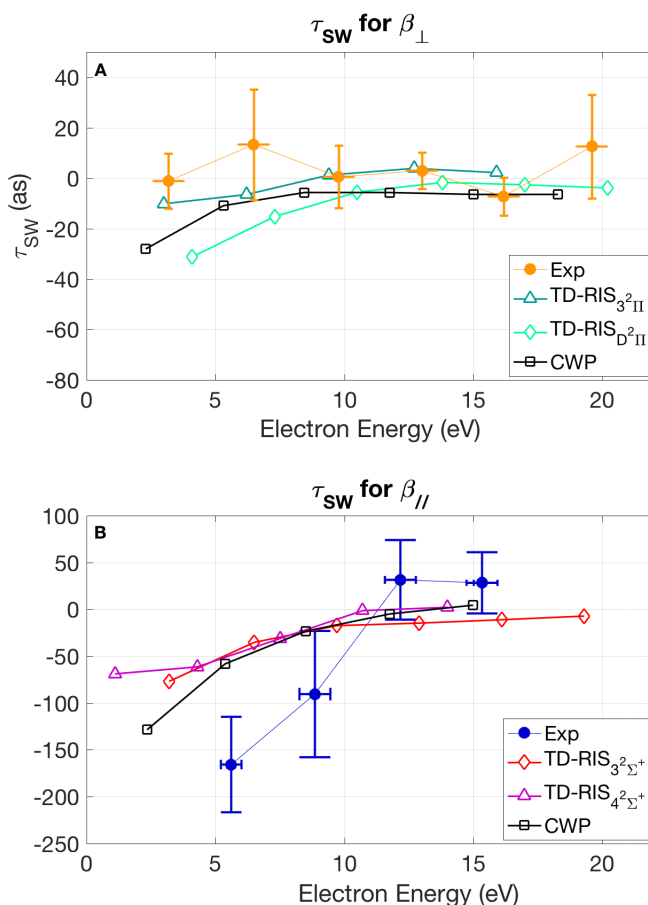 τSW for β⊥
A
40
20
0
-20
-40
-60
-80
τSW (as)
Exp
TD-RIS3²Π
TD-RISD²Π
CWP
0 5 10 15 20
Electron Energy (eV)
τSW for β//
B
100
50
0
-50
-100
-150
-200
-250
Exp
TD-RIS3²Σ⁺
TD-RIS4²Σ⁺
CWP
0 5 10 15 20
Electron Energy (eV)